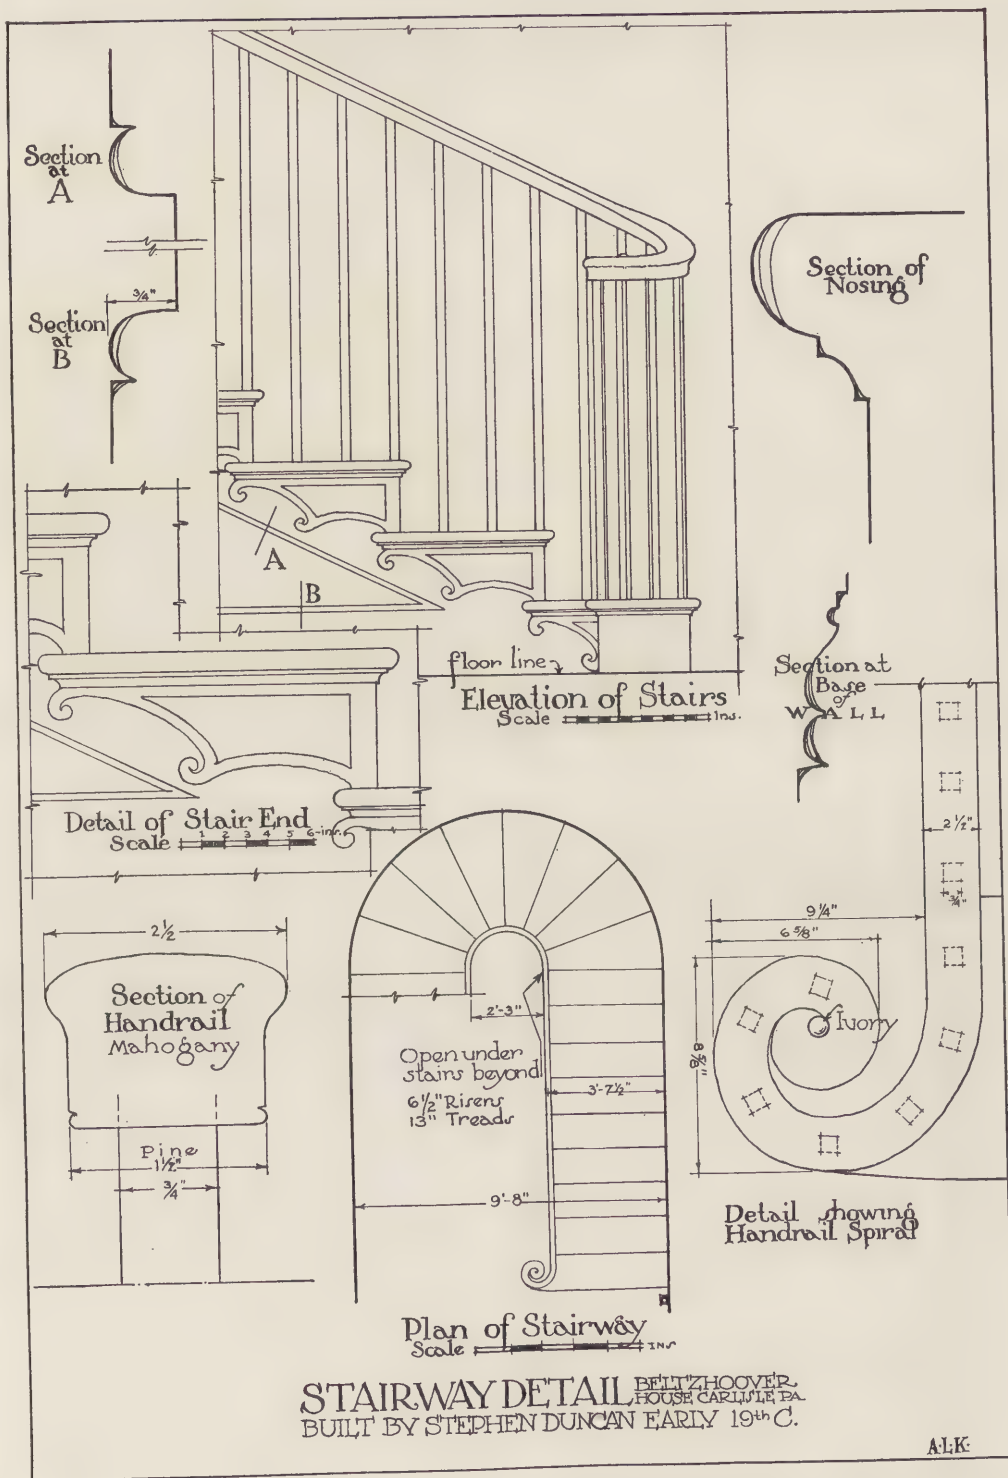 Section
at
A
3/4"
Section
at
B
Section of
Nosing
A
B
floor line
Elevation of Stairs
Scale Ins.
Section at
Base
of
WALL
Detail of Stair End
Scale 1 2 3 4 5 6-ins.
2 1/2
Section of
Handrail
Mahogany
Pine
1 1/2"
3/4"
2'-3"
Open under
stairs beyond
6 1/2" Risers
13" Treads
3'-7 1/2"
9'-8"
Plan of Stairway
Scale Ins
2 1/2"
3/4"
9 1/4"
6 5/8"
8 5/8"
Ivory
Detail showing
Handrail Spiral
STAIRWAY DETAIL BELTZHOOVER
HOUSE CARLISLE PA.
BUILT BY STEPHEN DUNCAN EARLY 19th C.
A·L·K·